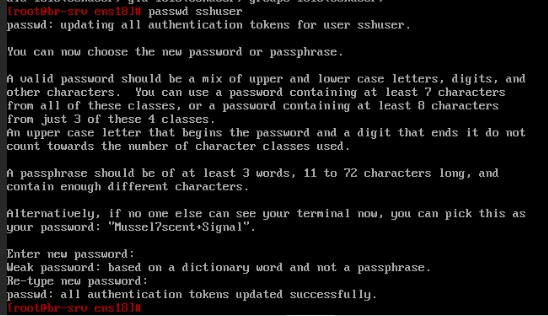 [root@br-srv ens18]# passwd sshuser
passwd: updating all authentication tokens for user sshuser.
You can now choose the new password or passphrase.
A valid password should be a mix of upper and lower case letters, digits, and
other characters.  You can use a password containing at least 7 characters
from all of these classes, or a password containing at least 8 characters
from just 3 of these 4 classes.
An upper case letter that begins the password and a digit that ends it do not
count towards the number of character classes used.
A passphrase should be of at least 3 words, 11 to 72 characters long, and
contain enough different characters.
Alternatively, if no one else can see your terminal now, you can pick this as
your password: "Mussel7scent+Signal".
Enter new password:
Weak password: based on a dictionary word and not a passphrase.
Re-type new password:
passwd: all authentication tokens updated successfully.
[root@br-srv ens18]#